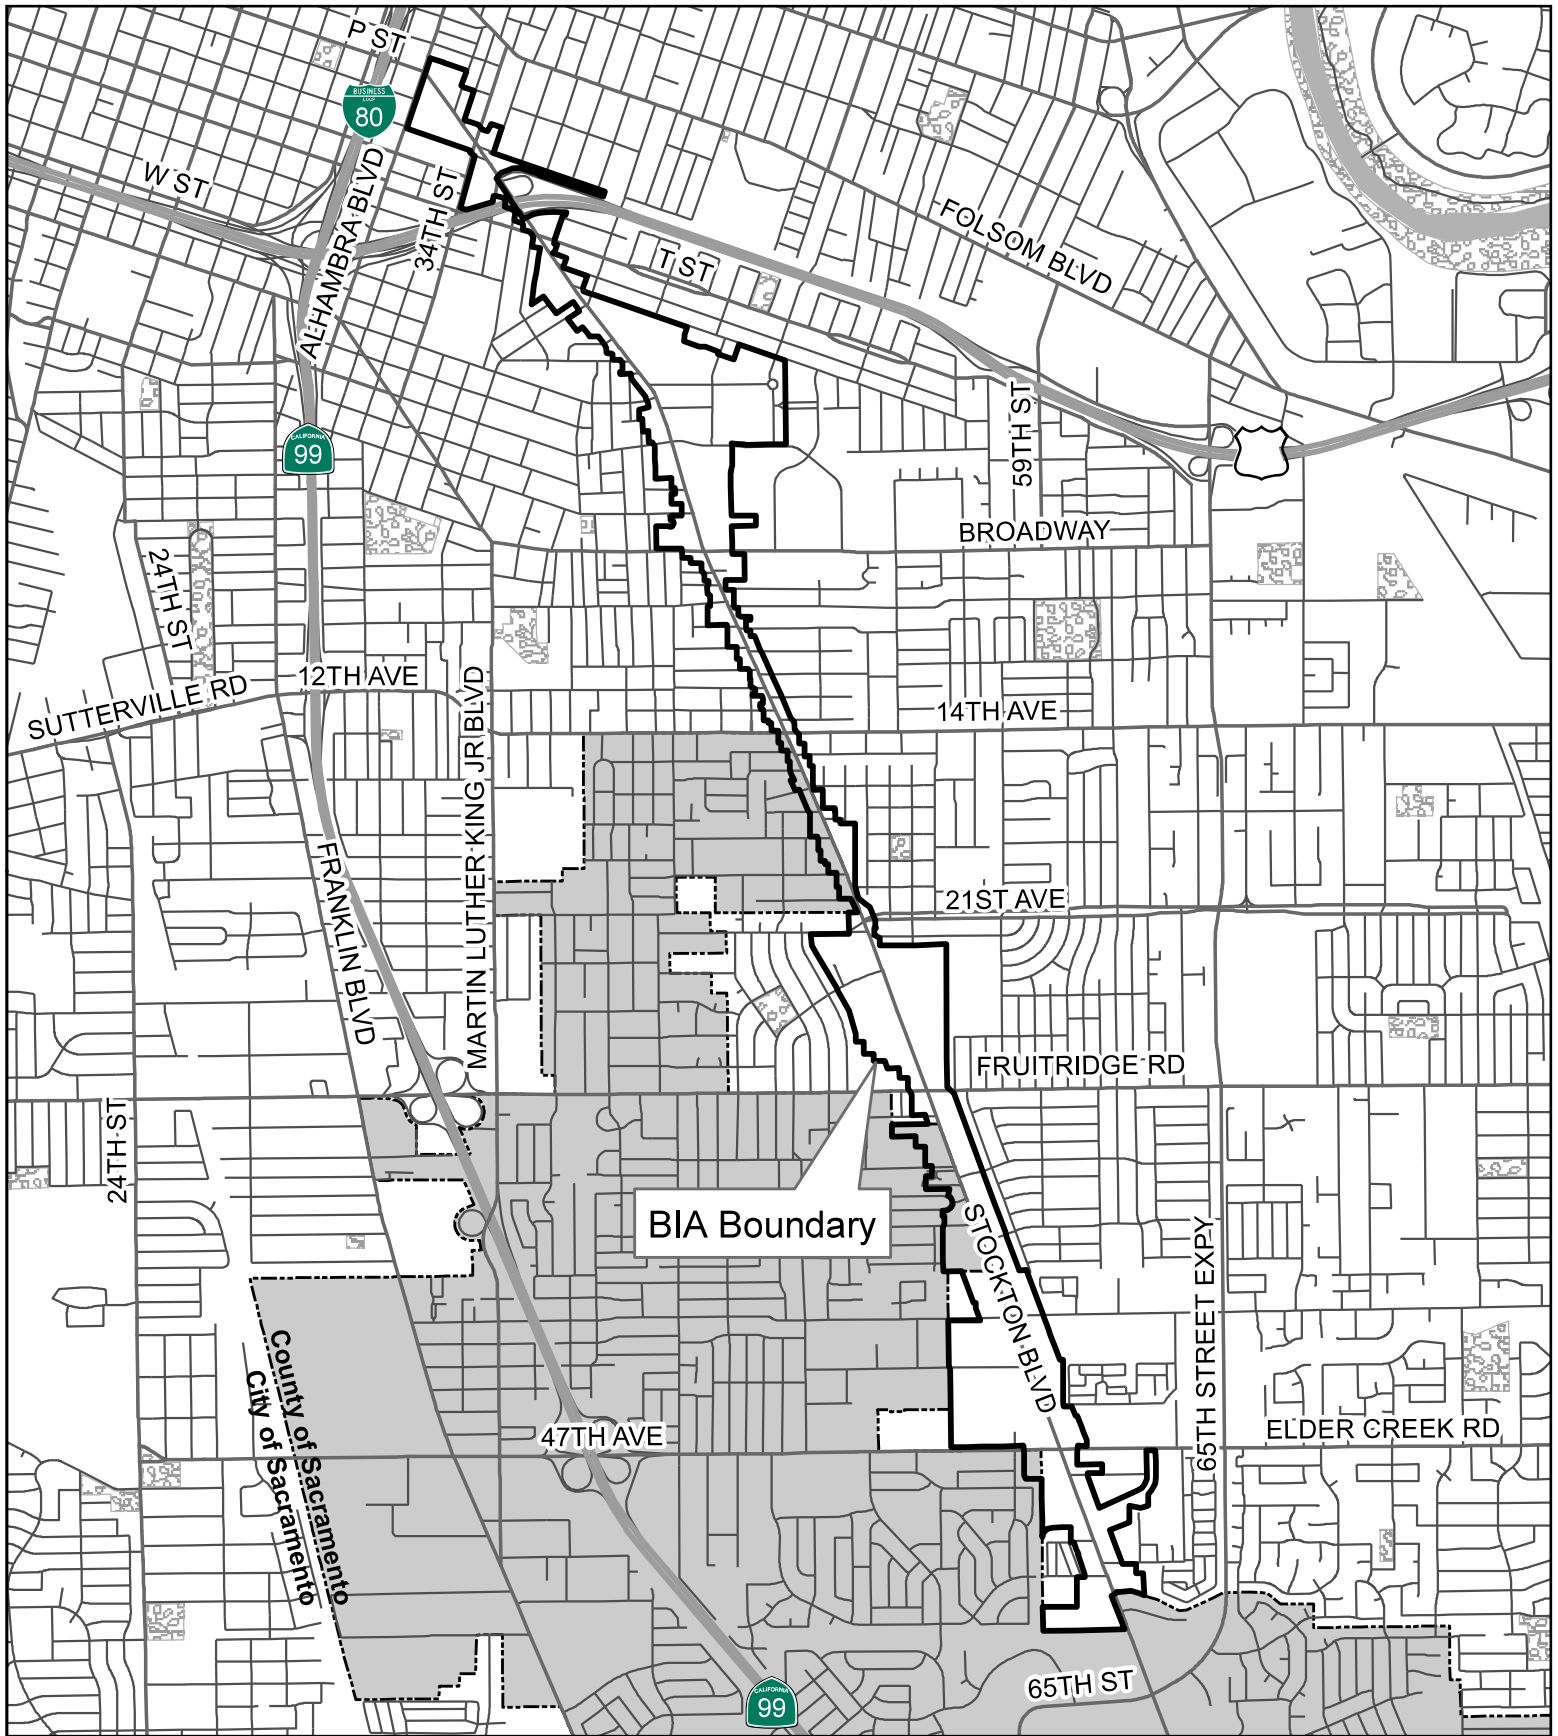 P ST
BUSINESS
LOOP
80
W ST
ALHAMBRA BLVD
34TH ST
FOLSOM BLVD
T ST
59TH ST
CALIFORNIA
99
BROADWAY
24TH ST
12TH AVE
SUTTERVILLE RD
14TH AVE
MARTIN LUTHER KING JR BLVD
FRANKLIN BLVD
21ST AVE
FRUITRIDGE RD
24TH ST
BIA Boundary
STOCKTON BLVD
65TH STREET EXPY
County of Sacramento
City of Sacramento
47TH AVE
ELDER CREEK RD
65TH ST
CALIFORNIA
99